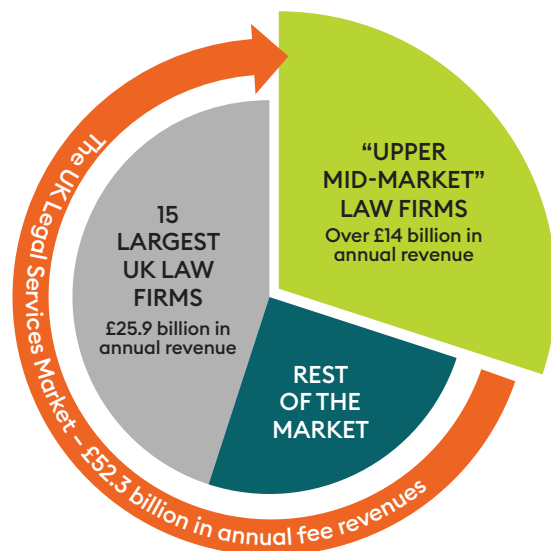 The UK Legal Services Market – £52.3 billion in annual fee revenues
“UPPER
MID-MARKET”
LAW FIRMS
Over £14 billion in
annual revenue
15
LARGEST
UK LAW
FIRMS
£25.9 billion in
annual revenue
REST
OF THE
MARKET